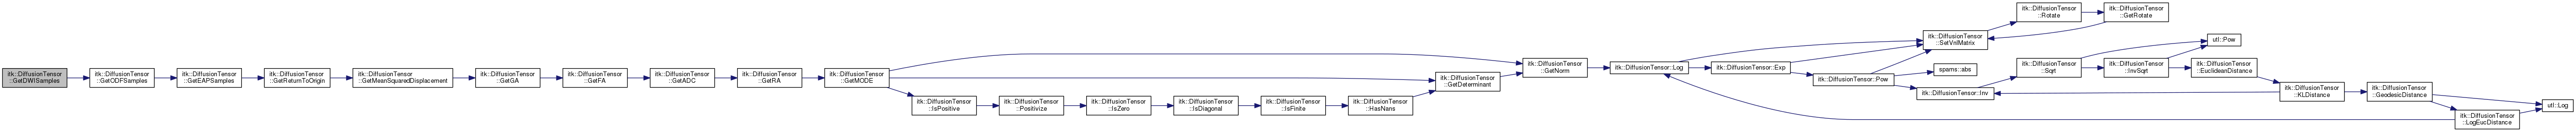 itk::DiffusionTensor
::GetDWISamples
itk::DiffusionTensor
::GetODFSamples
itk::DiffusionTensor
::GetEAPSamples
itk::DiffusionTensor
::GetReturnToOrigin
itk::DiffusionTensor
::GetMeanSquaredDisplacement
itk::DiffusionTensor
::GetGA
itk::DiffusionTensor
::GetFA
itk::DiffusionTensor
::GetADC
itk::DiffusionTensor
::GetRA
itk::DiffusionTensor
::GetMODE
itk::DiffusionTensor
::IsPositive
itk::DiffusionTensor
::Positivize
itk::DiffusionTensor
::IsZero
itk::DiffusionTensor
::IsDiagonal
itk::DiffusionTensor
::IsFinite
itk::DiffusionTensor
::HasNans
itk::DiffusionTensor
::GetDeterminant
itk::DiffusionTensor
::GetNorm
itk::DiffusionTensor::Log
itk::DiffusionTensor::Exp
itk::DiffusionTensor::Pow
itk::DiffusionTensor
::SetVnlMatrix
spams::abs
itk::DiffusionTensor::Inv
itk::DiffusionTensor
::Rotate
itk::DiffusionTensor
::GetRotate
itk::DiffusionTensor
::Sqrt
itk::DiffusionTensor
::InvSqrt
utl::Pow
itk::DiffusionTensor
::EuclideanDistance
itk::DiffusionTensor
::KLDistance
itk::DiffusionTensor
::GeodesicDistance
itk::DiffusionTensor
::LogEucDistance
utl::Log